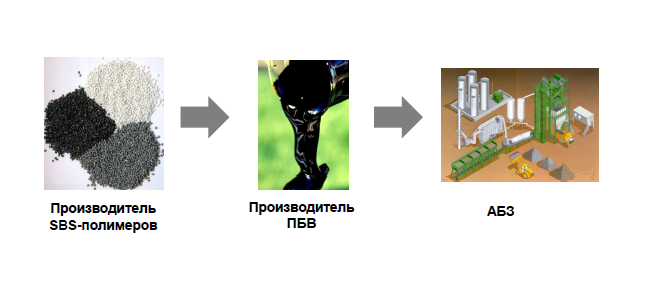 Производитель
SBS-полимеров
Производитель
ПБВ
АБЗ